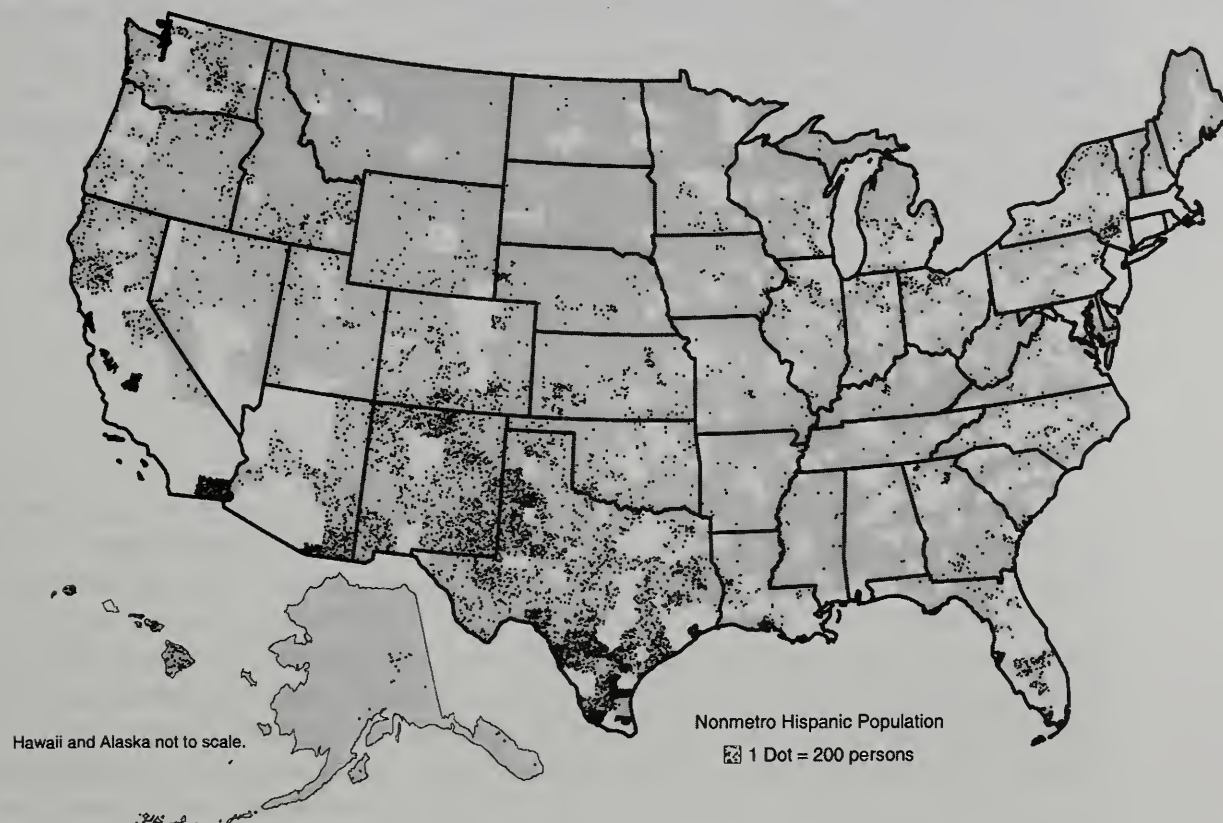 Hawaii and Alaska not to scale.
Nonmetro Hispanic Population
1 Dot = 200 persons